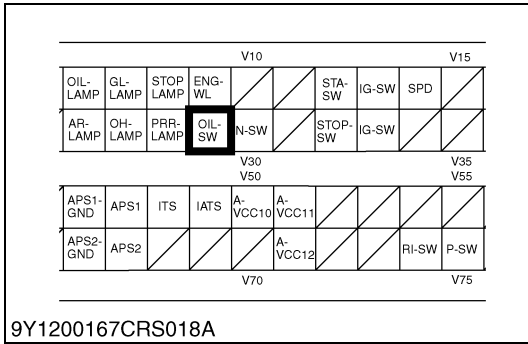 V10 V15
OIL-LAMP GL-LAMP STOP LAMP ENG-WL STA-SW IG-SW SPD
AR-LAMP OH-LAMP PRR-LAMP OIL-SW N-SW STOP-SW IG-SW
V30 V35
V50 V55
APS1-GND APS1 ITS IATS A-VCC10 A-VCC11
APS2-GND APS2 A-VCC12 RI-SW P-SW
V70 V75
9Y1200167CRS018A